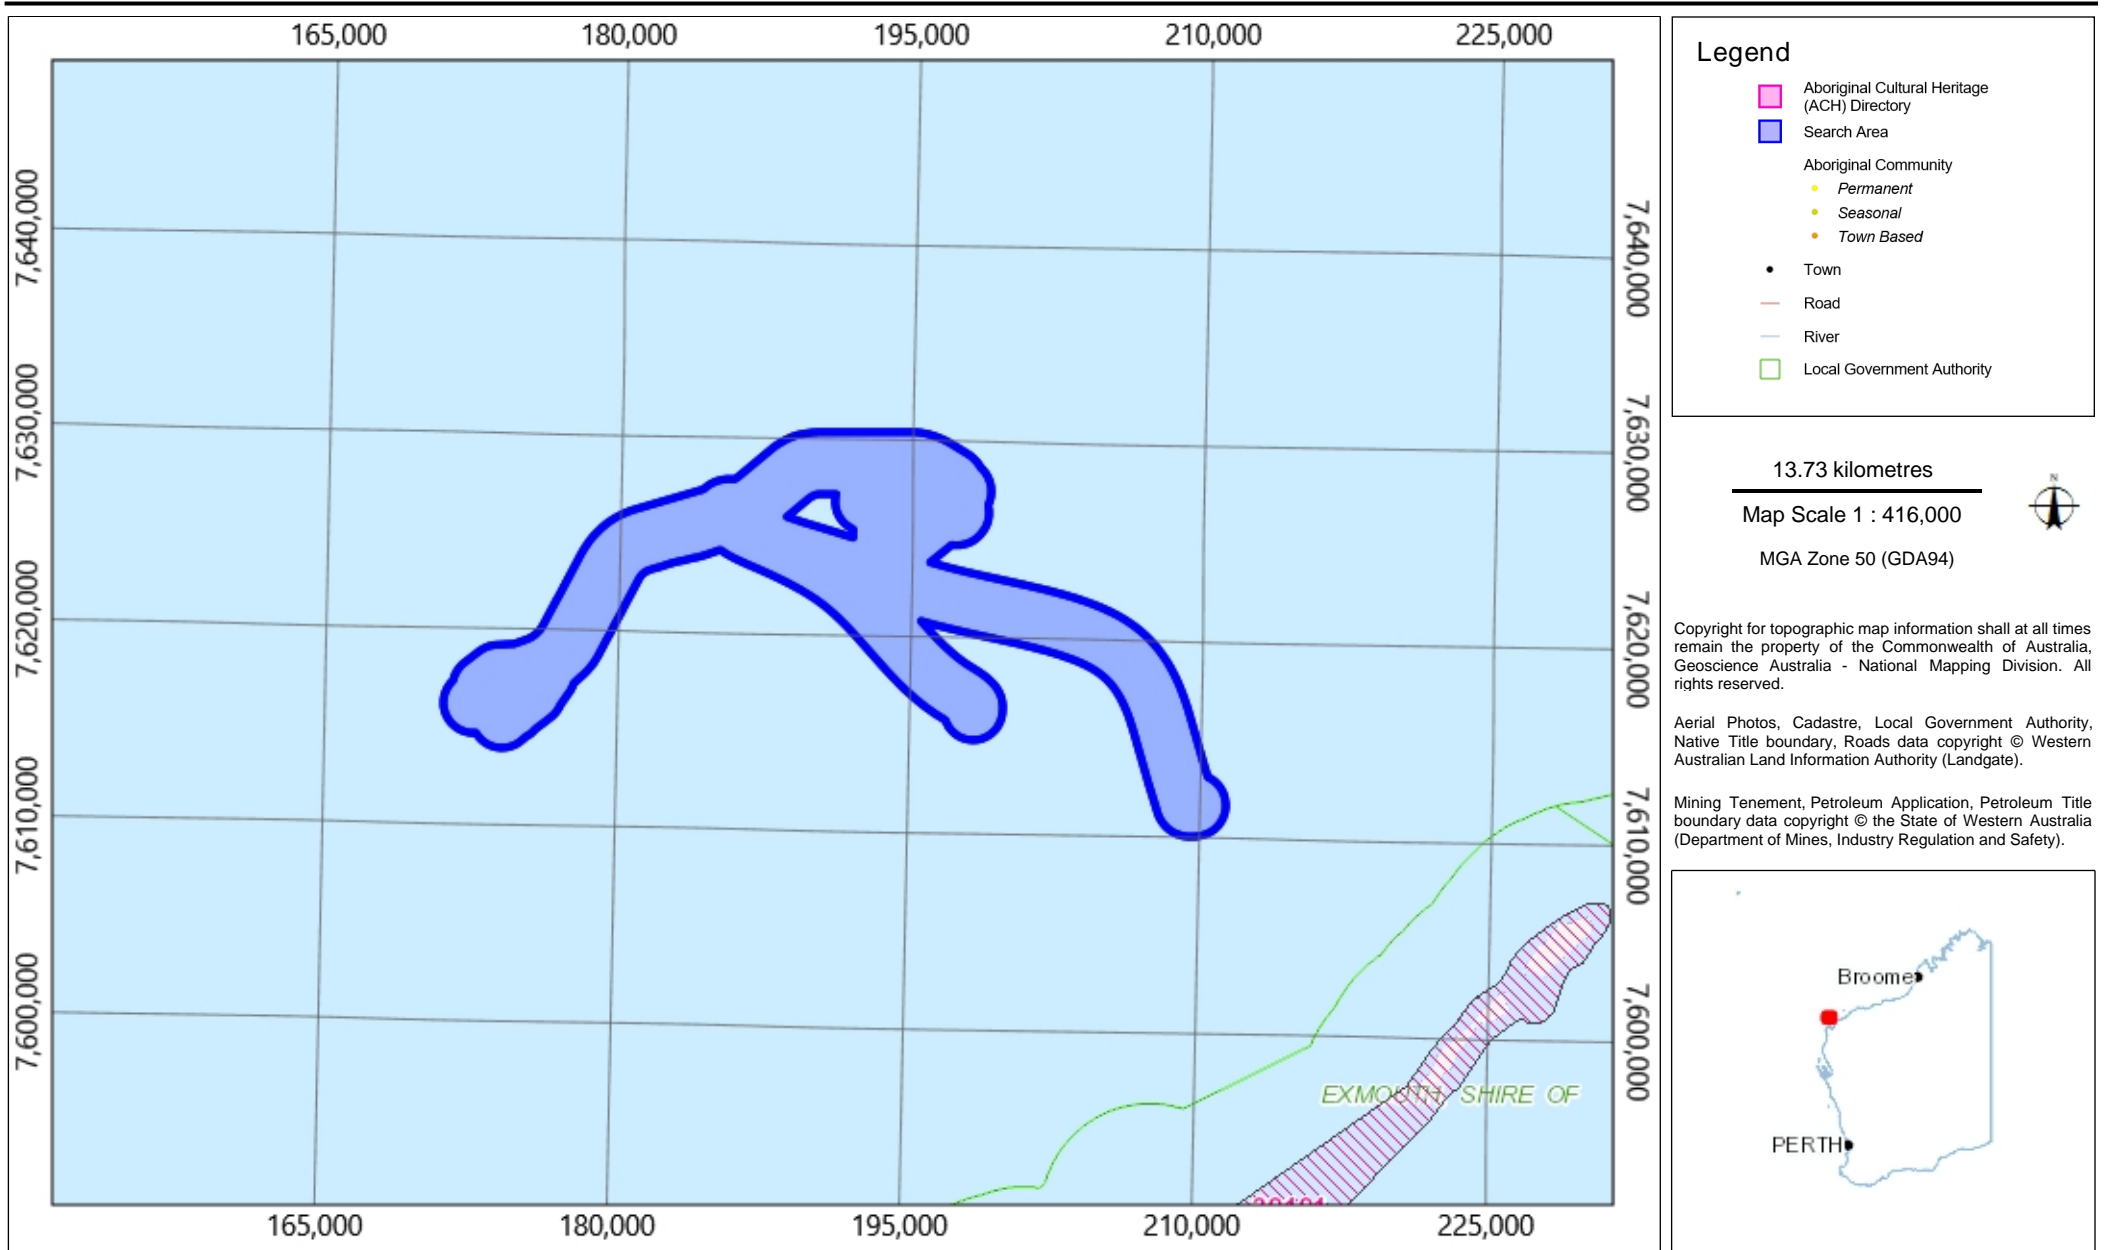 165,000 180,000 195,000 210,000 225,000
7,640,000
7,630,000
7,620,000
7,610,000
7,600,000
7,640,000
7,630,000
7,620,000
7,610,000
7,600,000
EXMOUTH, SHIRE OF
165,000 180,000 195,000 210,000 225,000
Legend
Aboriginal Cultural Heritage
(ACH) Directory
Search Area
Aboriginal Community
Permanent
Seasonal
Town Based
Town
Road
River
Local Government Authority
13.73 kilometres
Map Scale 1 : 416,000
MGA Zone 50 (GDA94)
N
Copyright for topographic map information shall at all times
remain the property of the Commonwealth of Australia,
Geoscience Australia - National Mapping Division. All
rights reserved.
Aerial Photos, Cadastre, Local Government Authority,
Native Title boundary, Roads data copyright © Western
Australian Land Information Authority (Landgate).
Mining Tenement, Petroleum Application, Petroleum Title
boundary data copyright © the State of Western Australia
(Department of Mines, Industry Regulation and Safety).
Broome
PERTH